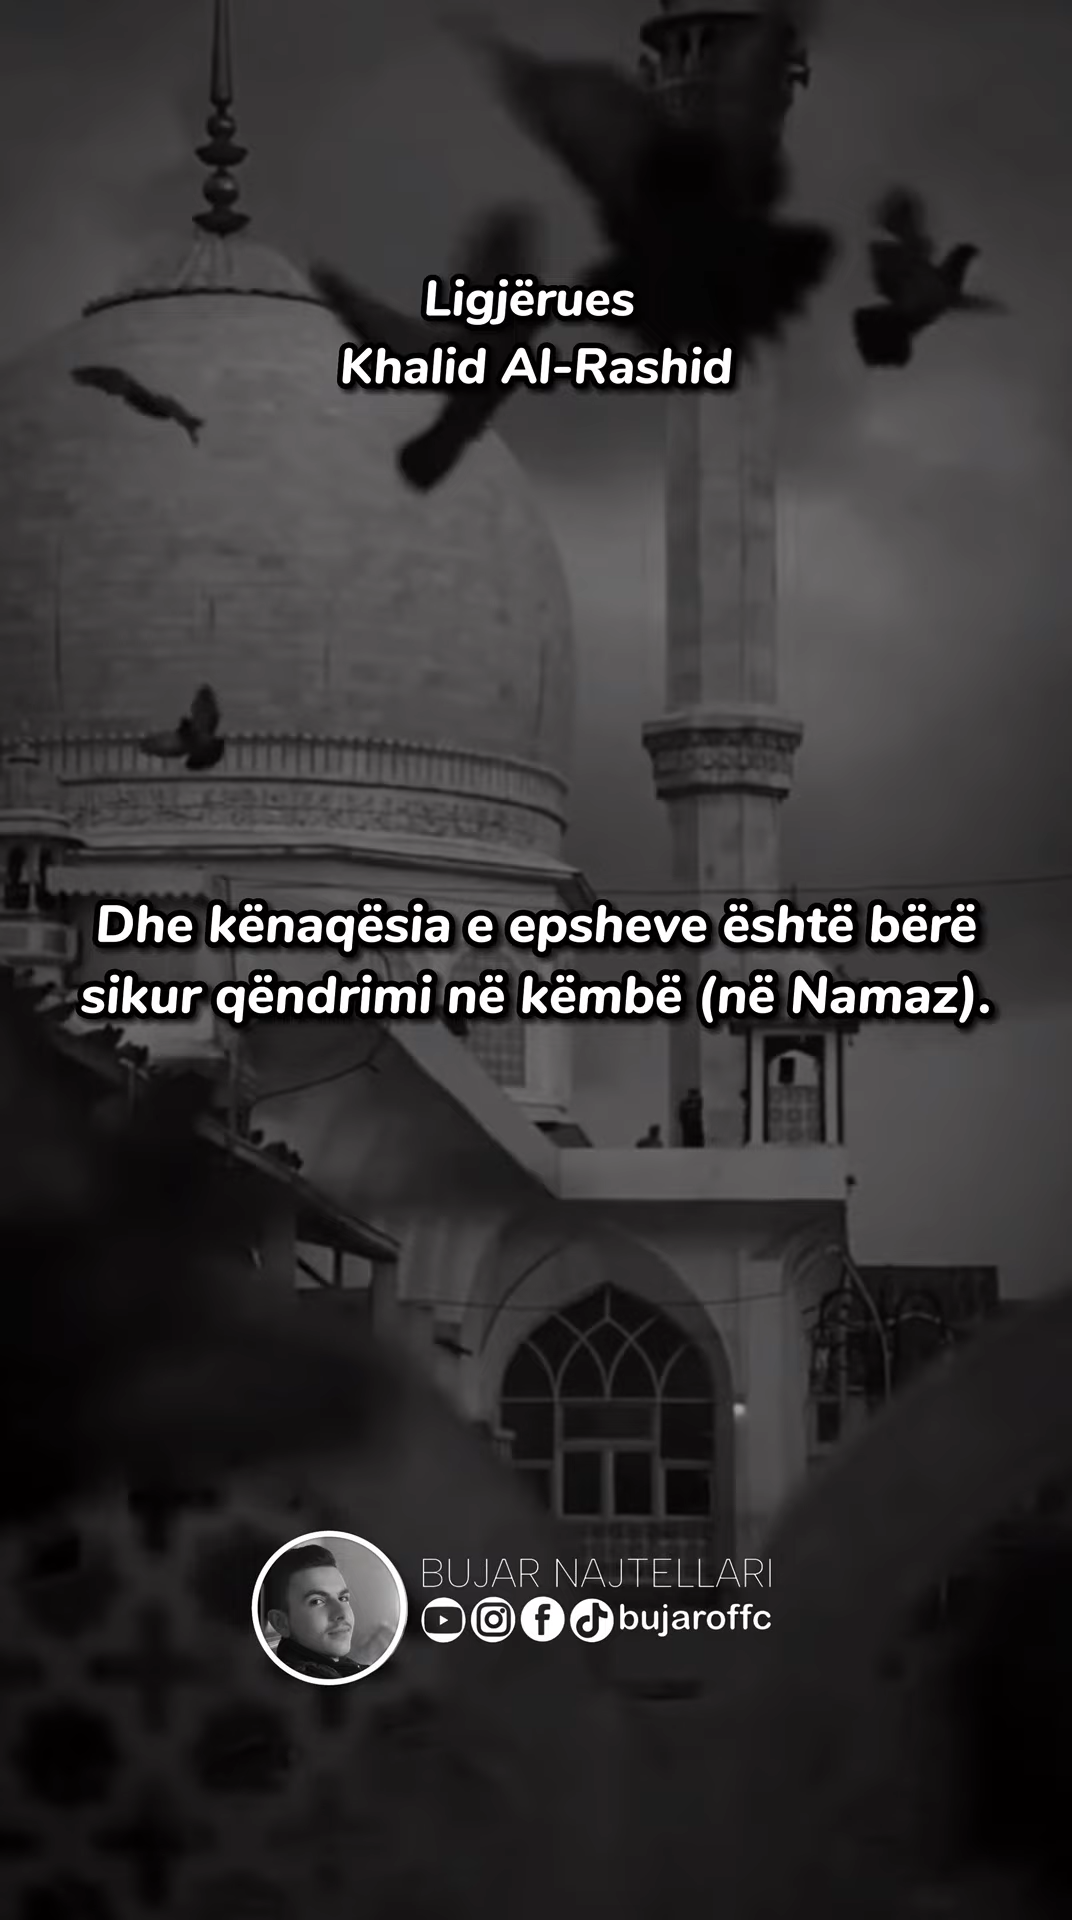 Ligjërues
Khalid Al-Rashid
Dhe kënaqësia e epsheve është bërë
sikur qëndrimi në këmbë (në Namaz).
BUJAR NAJTELLARI
bujaroffc